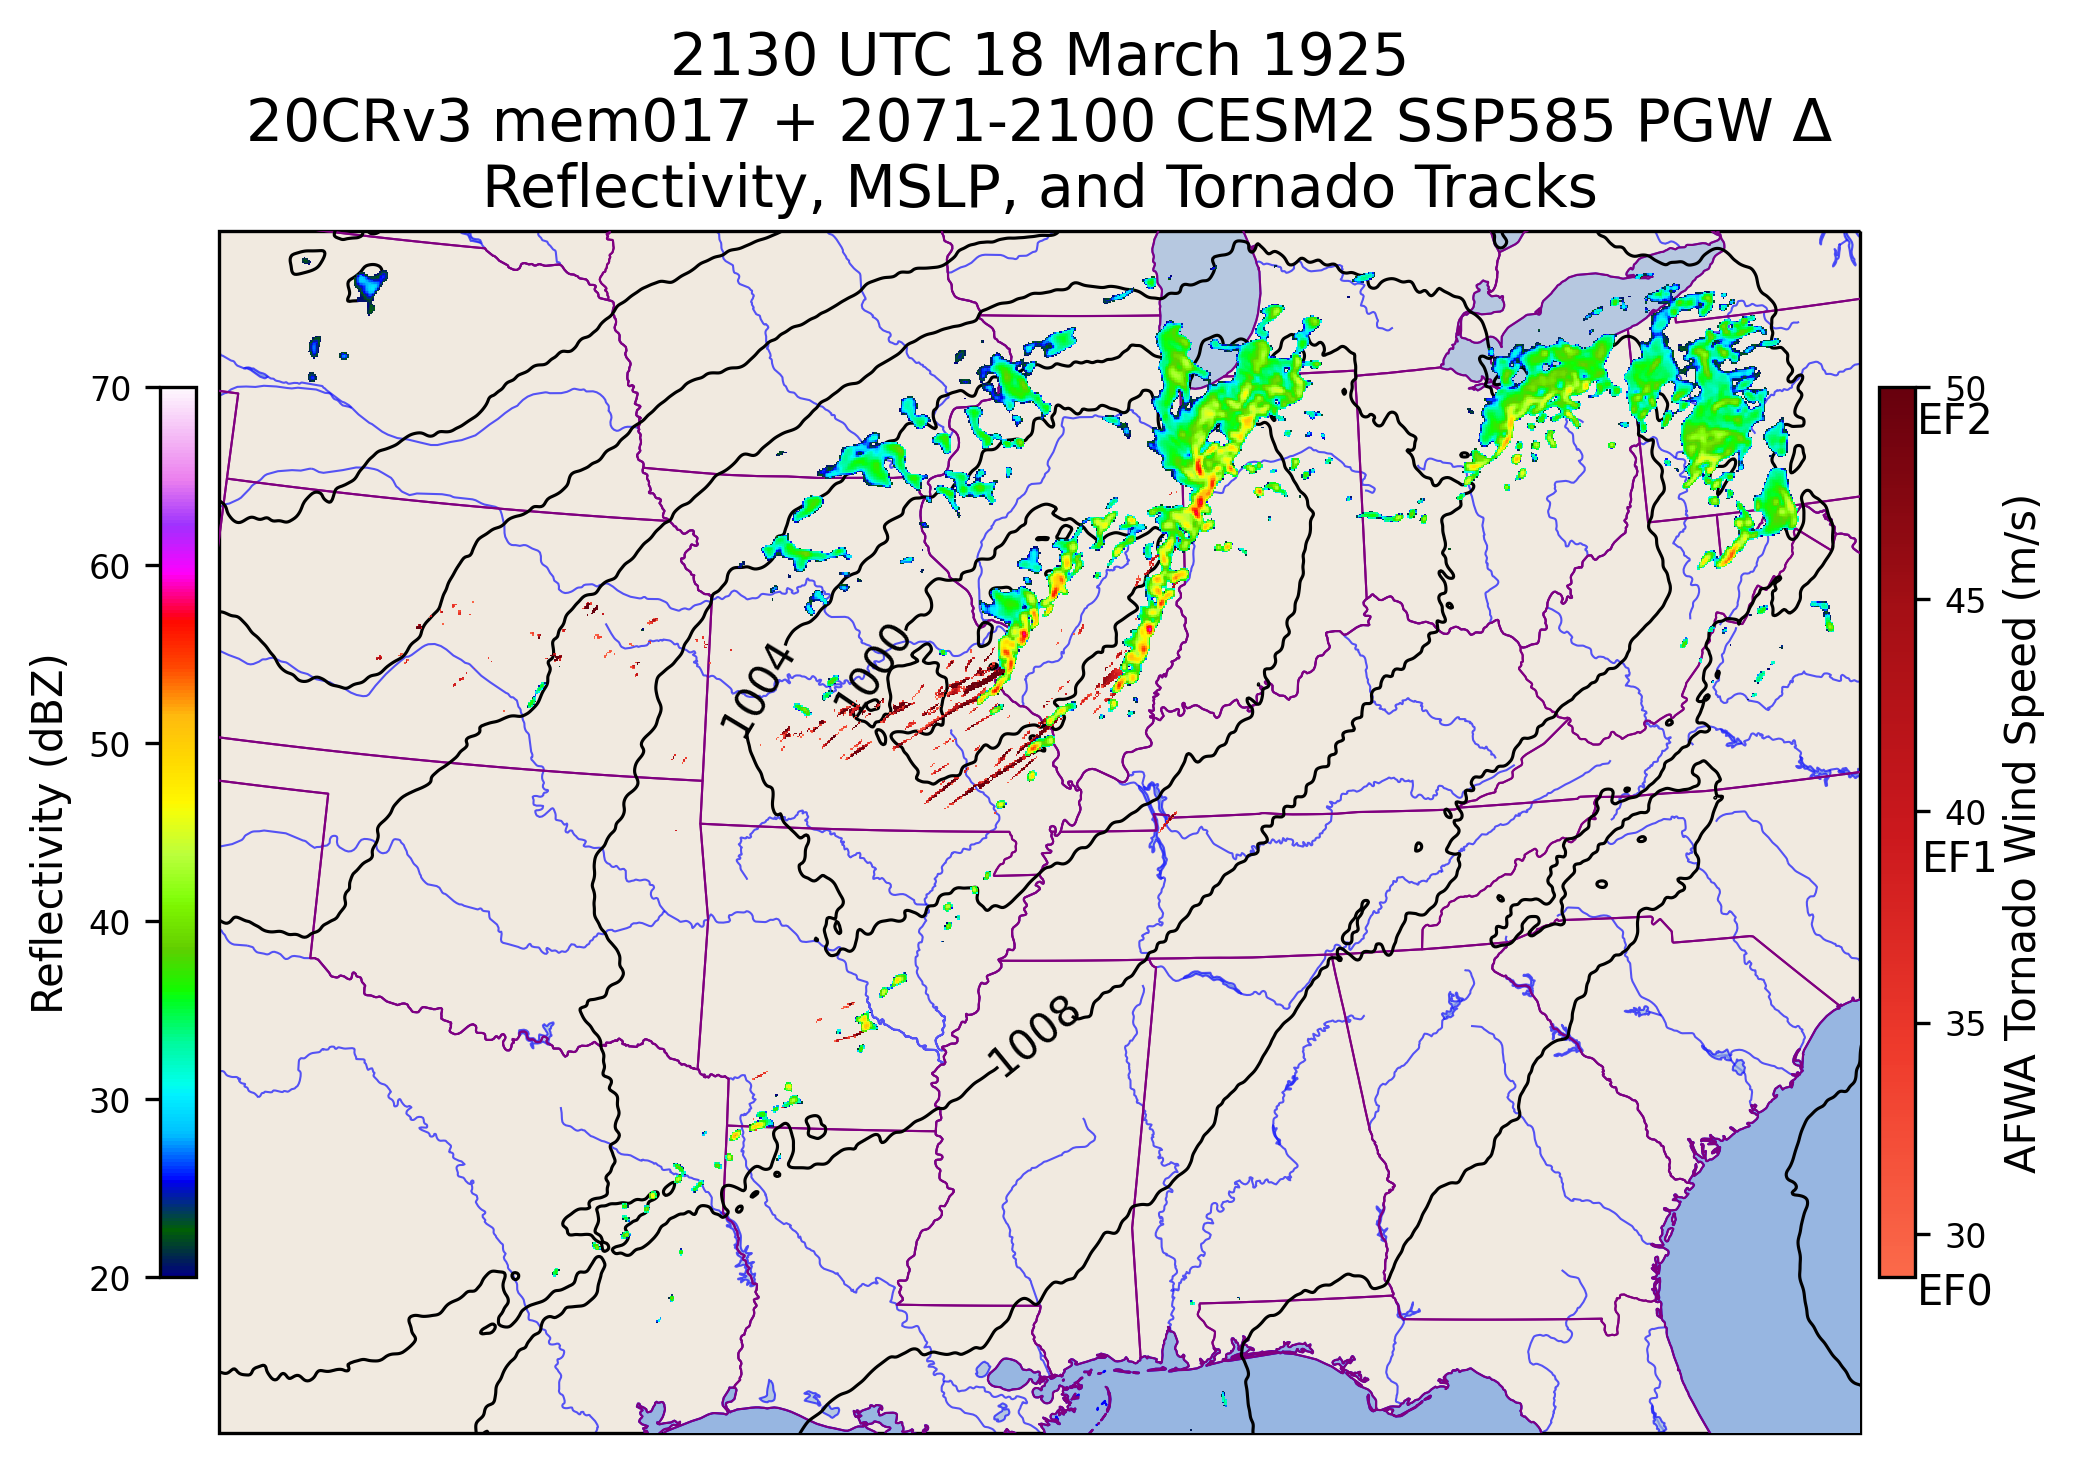 2130 UTC 18 March 1925
20CRv3 mem017 + 2071-2100 CESM2 SSP585 PGW Δ
Reflectivity, MSLP, and Tornado Tracks
Reflectivity (dBZ)
70
60
50
40
30
20
1004
1000
1008
50
EF2
45
40
EF1
35
30
EF0
AFWA Tornado Wind Speed (m/s)